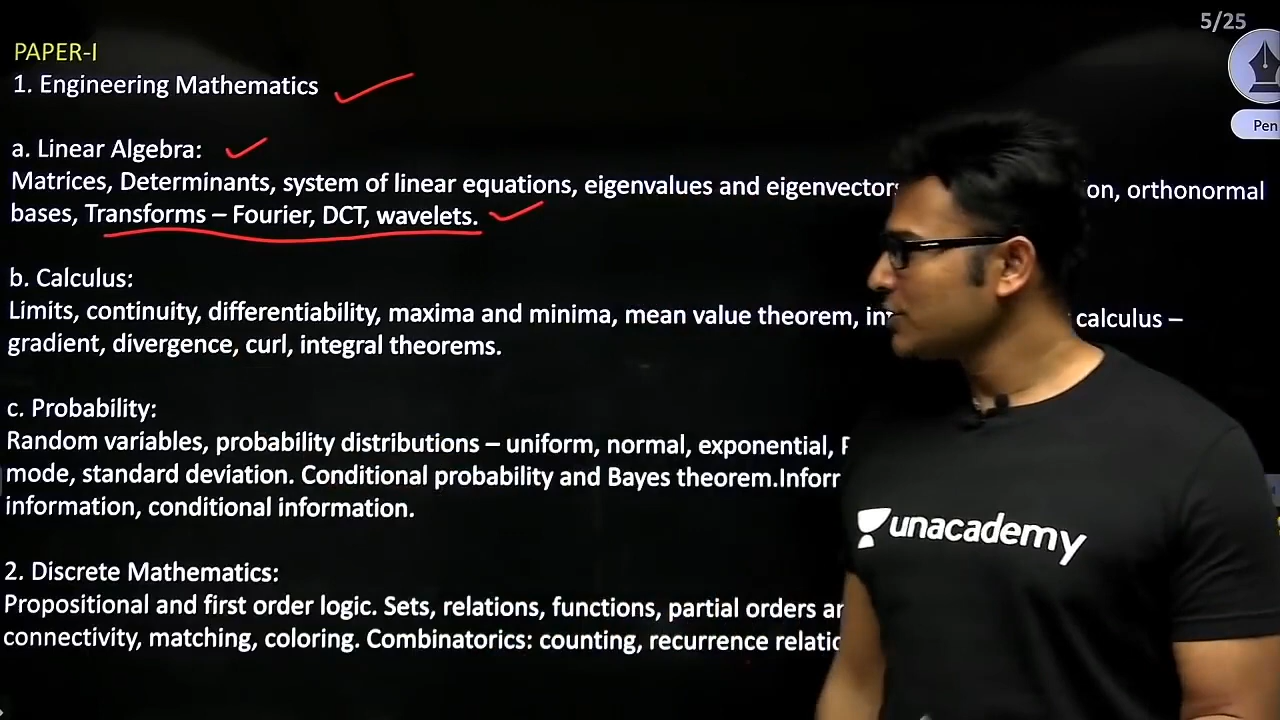 5/25
PAPER-I
1. Engineering Mathematics
Pen
a. Linear Algebra:
Matrices, Determinants, system of linear equations, eigenvalues and eigenvectors on, orthonormal
bases, Transforms – Fourier, DCT, wavelets.
b. Calculus:
Limits, continuity, differentiability, maxima and minima, mean value theorem, calculus –
gradient, divergence, curl, integral theorems.
c. Probability:
Random variables, probability distributions – uniform, normal, exponential,
mode, standard deviation. Conditional probability and Bayes theorem.Inforr
information, conditional information.
unacademy
2. Discrete Mathematics:
Propositional and first order logic. Sets, relations, functions, partial orders
connectivity, matching, coloring. Combinatorics: counting, recurrence